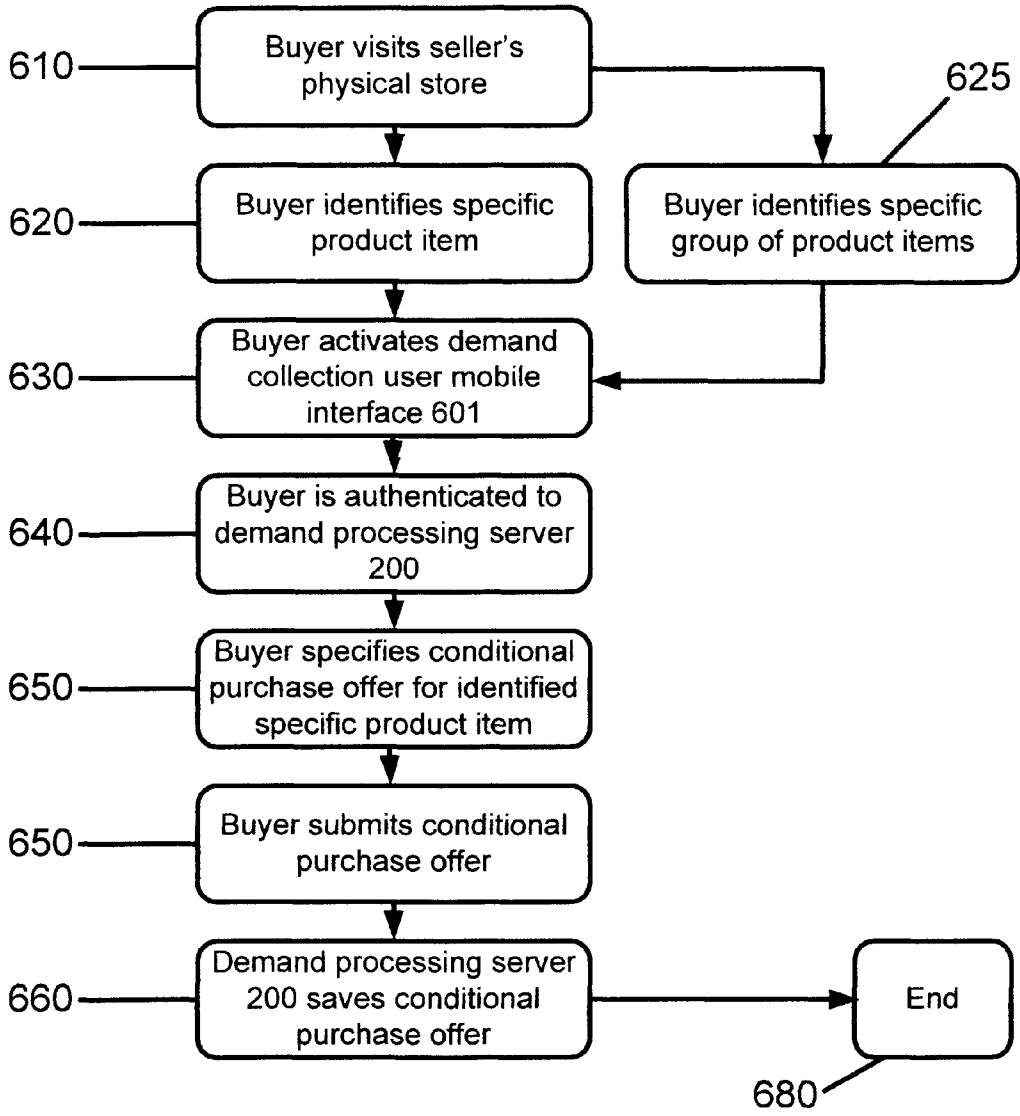 610
Buyer visits seller's
physical store
625
620
Buyer identifies specific
product item
Buyer identifies specific
group of product items
630
Buyer activates demand
collection user mobile
interface 601
640
Buyer is authenticated to
demand processing server
200
650
Buyer specifies conditional
purchase offer for identified
specific product item
650
Buyer submits conditional
purchase offer
660
Demand processing server
200 saves conditional
purchase offer
End
680